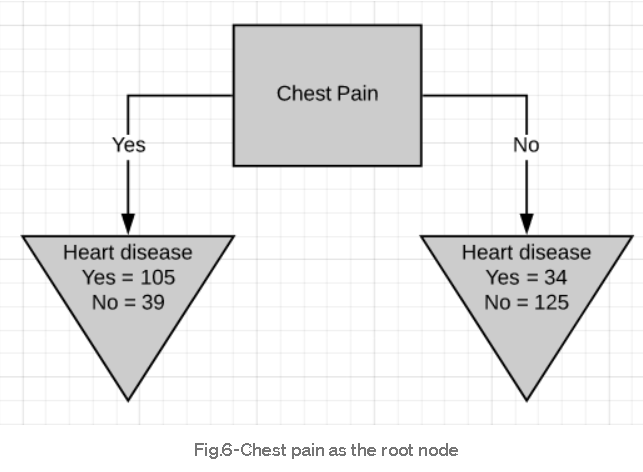 Chest Pain
Yes
No
Heart disease
Yes = 105
No = 39
Heart disease
Yes = 34
No = 125
Fig.6-Chest pain as the root node